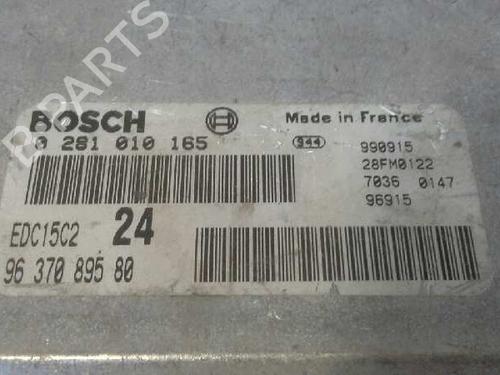 B-PARTS
BOSCH
Made in France
0 281 010 165
944
990915
28FM0122
7036 0147
96915
EDC15C2 24
96 370 895 80